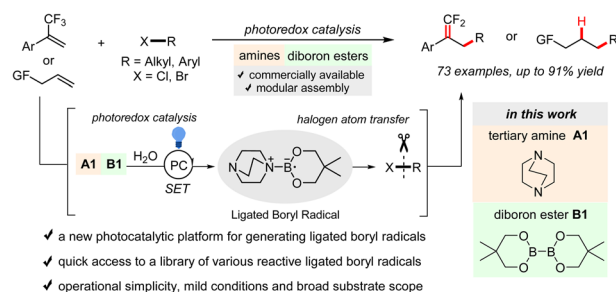 CF₃
Ar
or
GF
+
X—R
R = Alkyl, Aryl
X = Cl, Br
photoredox catalysis
amines diboron esters
✓ commercially available
✓ modular assembly
CF₂
Ar R
or
H
GF R
73 examples, up to 91% yield
photoredox catalysis
halogen atom transfer
A1 B1
H₂O
PC
SET
N N⁺ B⁻• O O
Ligated Boryl Radical
X R
in this work
tertiary amine A1
N
N
diboron ester B1
O O
B B
O O
✓ a new photocatalytic platform for generating ligated boryl radicals
✓ quick access to a library of various reactive ligated boryl radicals
✓ operational simplicity, mild conditions and broad substrate scope